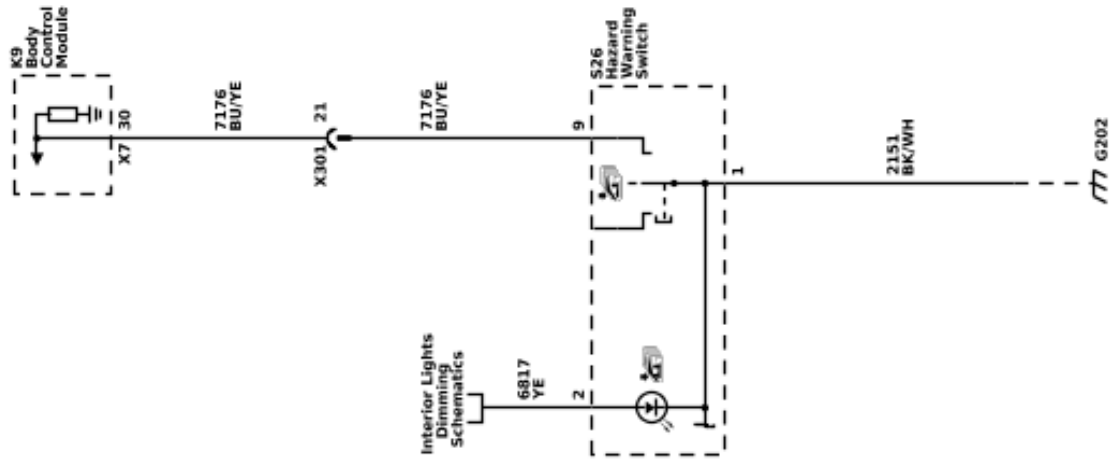 K9
Body
Control
Module
X7
30
7176
BU/YE
X301
21
7176
BU/YE
S26
Hazard
Warning
Switch
9
1
2151
BK/WH
G202
Interior Lights
Dimming
Schematics
6817
YE
2